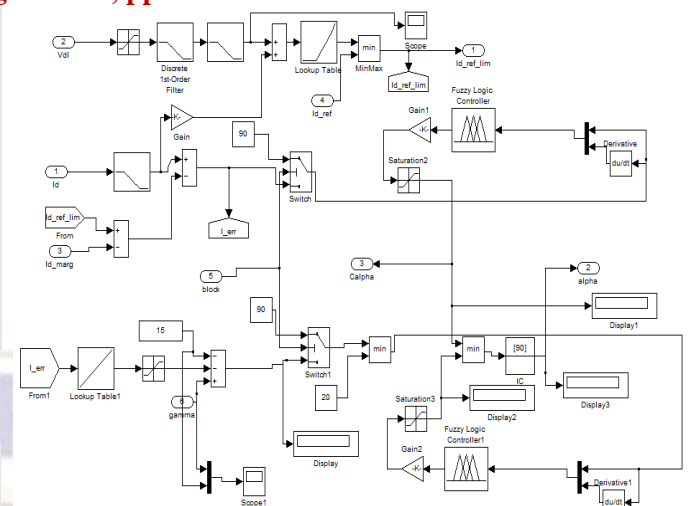 2
Vdl
Discrete
1st-Order
Filter
+
+
Lookup Table
min
MinMax
Scope
1
Id_ref_lim
Id_ref_lim
4
Id_ref
-K-
Gain
Gain1
-K-
Fuzzy Logic
Controller
Derivative
du/dt
90
Saturation2
Switch
1
Id
+
−
Id_ref_lim
From
+
−
3
Id_marg
I_err
5
block
3
Calpha
2
alpha
Display1
90
15
Switch1
min
min
[90]
IC
I_err
From1
Lookup Table1
−
−
+
20
Saturation3
Display2
Display3
6
gamma
Display
Gain2
-K-
Fuzzy Logic
Controller1
Derivative1
du/dt
Scope1